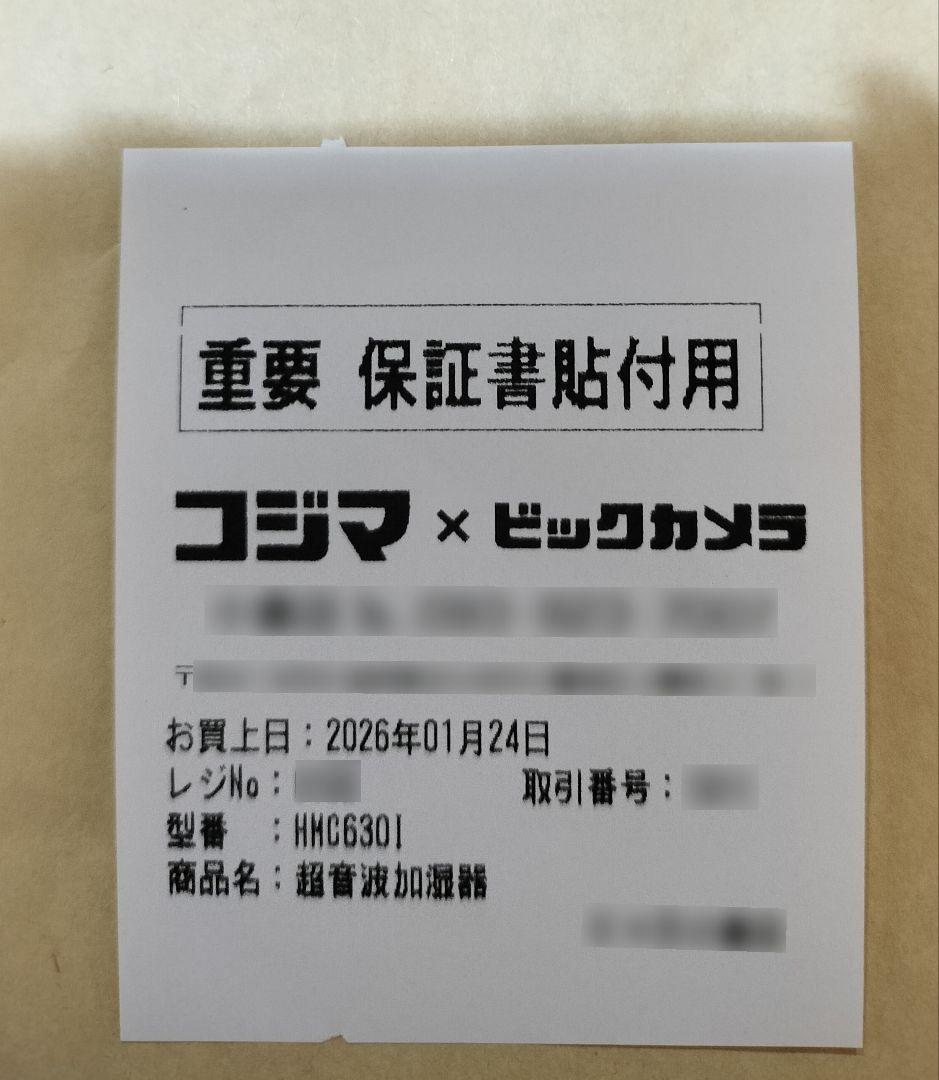 重要 保証書貼付用
コジマ×ビックカメラ
〒
お買上日：2026年01月24日
レジNo：
取引番号：
型番　：HMC630I
商品名：超音波加湿器